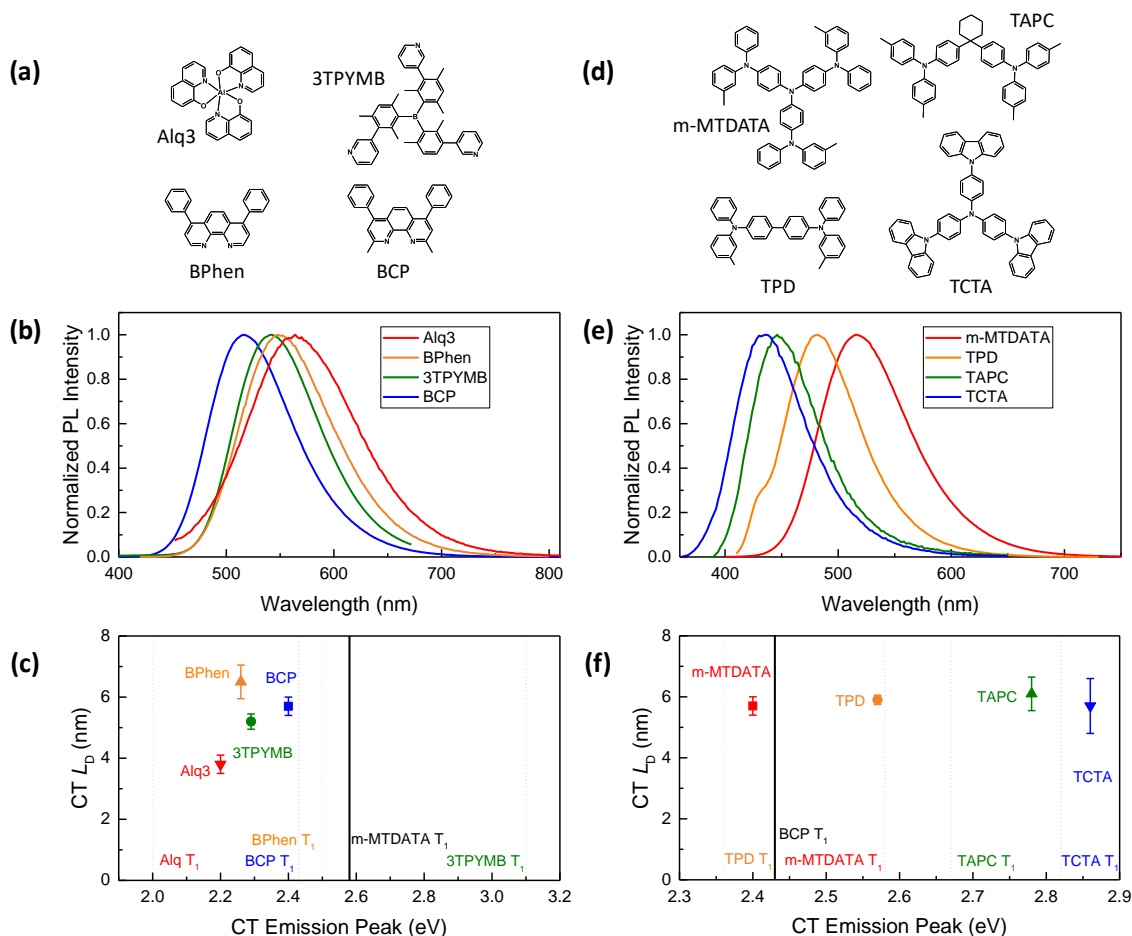 (a)
Alq3
3TPYMB
BPhen
BCP
(d)
m-MTDATA
TAPC
TPD
TCTA
(b)
Normalized PL Intensity
1.0
0.8
0.6
0.4
0.2
0.0
400 500 600 700 800
Wavelength (nm)
Alq3
BPhen
3TPYMB
BCP
(e)
Normalized PL Intensity
1.0
0.8
0.6
0.4
0.2
0.0
400 500 600 700
Wavelength (nm)
m-MTDATA
TPD
TAPC
TCTA
(c)
CT L_D (nm)
8
6
4
2
0
BPhen
BCP
3TPYMB
Alq3
BPhen T₁
m-MTDATA T₁
Alq T₁
BCP T₁
3TPYMB T₁
2.0 2.2 2.4 2.6 2.8 3.0 3.2
CT Emission Peak (eV)
(f)
CT L_D (nm)
8
6
4
2
0
m-MTDATA
TPD
TAPC
TCTA
BCP T₁
TPD T₁
m-MTDATA T₁
TAPC T₁
TCTA T₁
2.3 2.4 2.5 2.6 2.7 2.8 2.9
CT Emission Peak (eV)